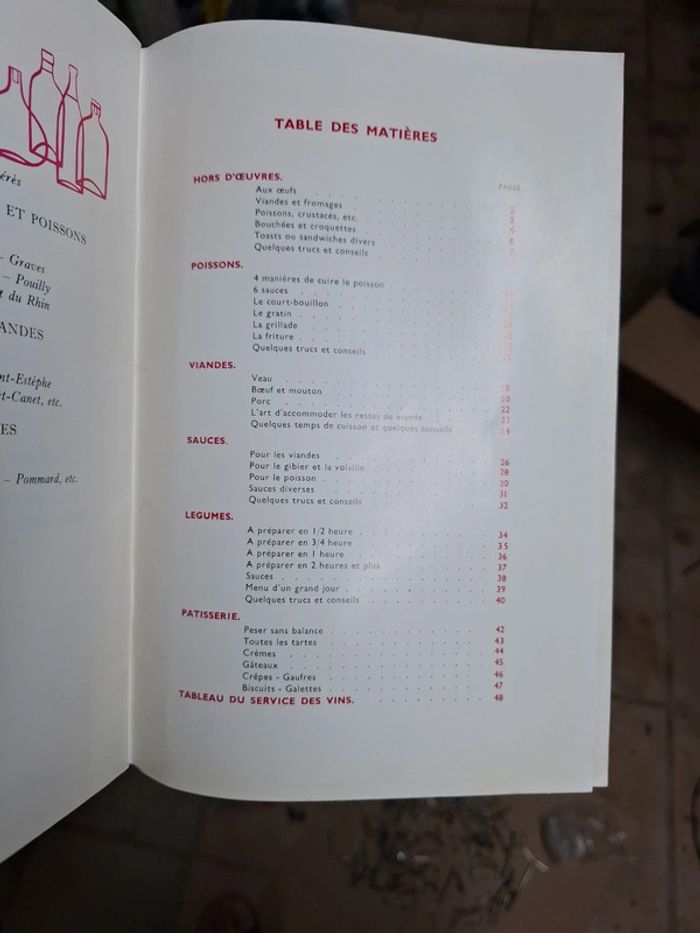 érès
ET POISSONS
– Graves
– Pouilly
du Rhin
ANDES
nt-Estèphe
t-Canet, etc.
ES
– Pommard, etc.
TABLE DES MATIÈRES
PAGES
HORS D'ŒUVRES.
Aux œufs
Viandes et fromages 2
Poissons, crustacés, etc. 3
Bouchées et croquettes 4
Toasts ou sandwiches divers 6
Quelques trucs et conseils
POISSONS.
4 manières de cuire le poisson
6 sauces
Le court-bouillon
Le gratin
La grillade
La friture
Quelques trucs et conseils
VIANDES.
Veau 18
Bœuf et mouton 20
Porc 22
L'art d'accommoder les restes de viande 23
Quelques temps de cuisson et quelques conseils 24
SAUCES.
Pour les viandes 26
Pour le gibier et la volaille 28
Pour le poisson 30
Sauces diverses 31
Quelques trucs et conseils 32
LEGUMES.
A préparer en 1/2 heure 34
A préparer en 3/4 heure 35
A préparer en 1 heure 36
A préparer en 2 heures et plus 37
Sauces 38
Menu d'un grand jour 39
Quelques trucs et conseils 40
PATISSERIE.
Peser sans balance 42
Toutes les tartes 43
Crèmes 44
Gâteaux 45
Crêpes - Gaufres 46
Biscuits - Galettes 47
TABLEAU DU SERVICE DES VINS. 48